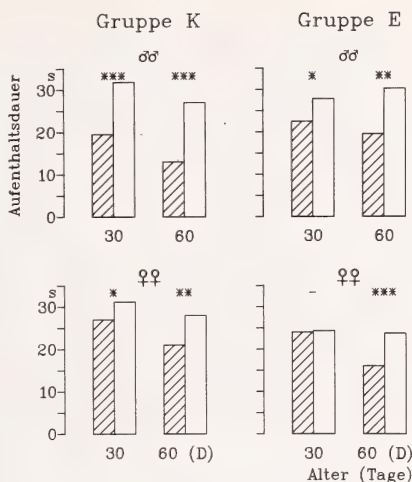 Gruppe K Gruppe E
♂♂ ♂♂
s *** *** * **
Aufenthaltsdauer
30
20
10
0
30 60 30 60
♀♀ ♀♀
s * ** – ***
30
20
10
0
30 60 (D) 30 60 (D)
Alter (Tage)